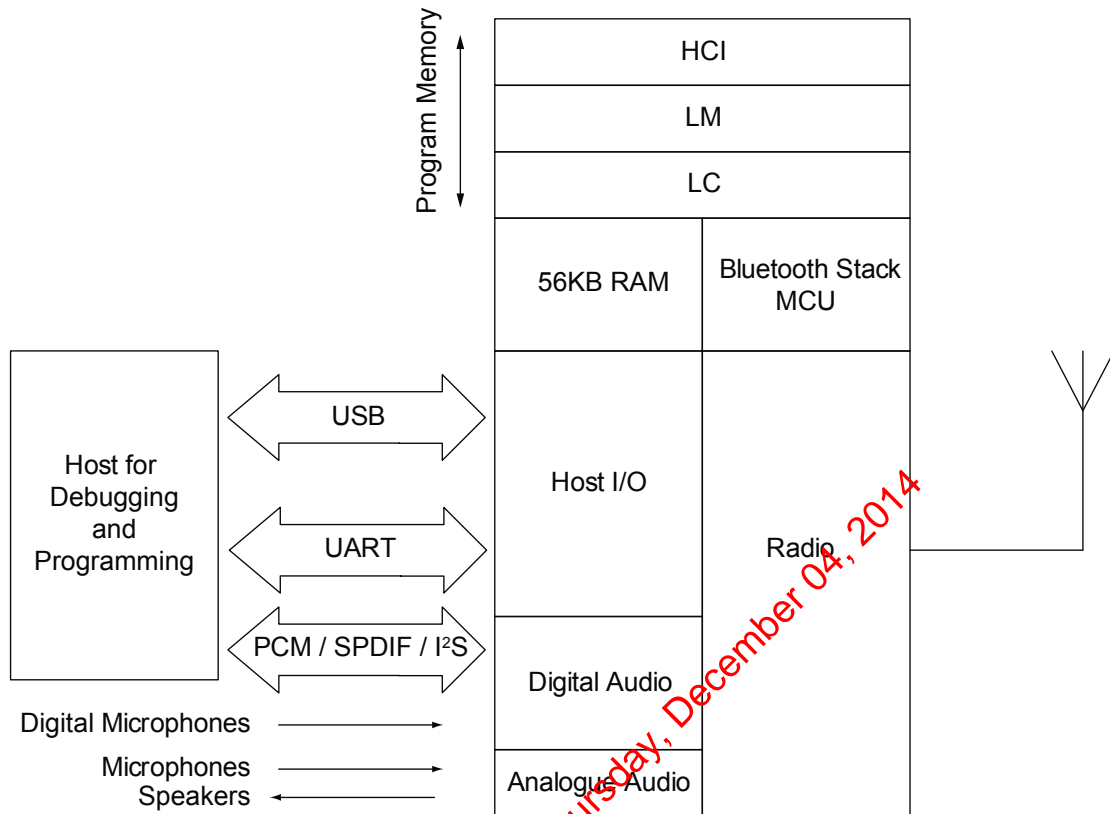 Program Memory
HCI
LM
LC
56KB RAM
Bluetooth Stack
MCU
Host for
Debugging
and
Programming
USB
UART
PCM / SPDIF / I²S
Host I/O
Radio
Digital Audio
Analogue Audio
Digital Microphones
Microphones
Speakers
December 04, 2014